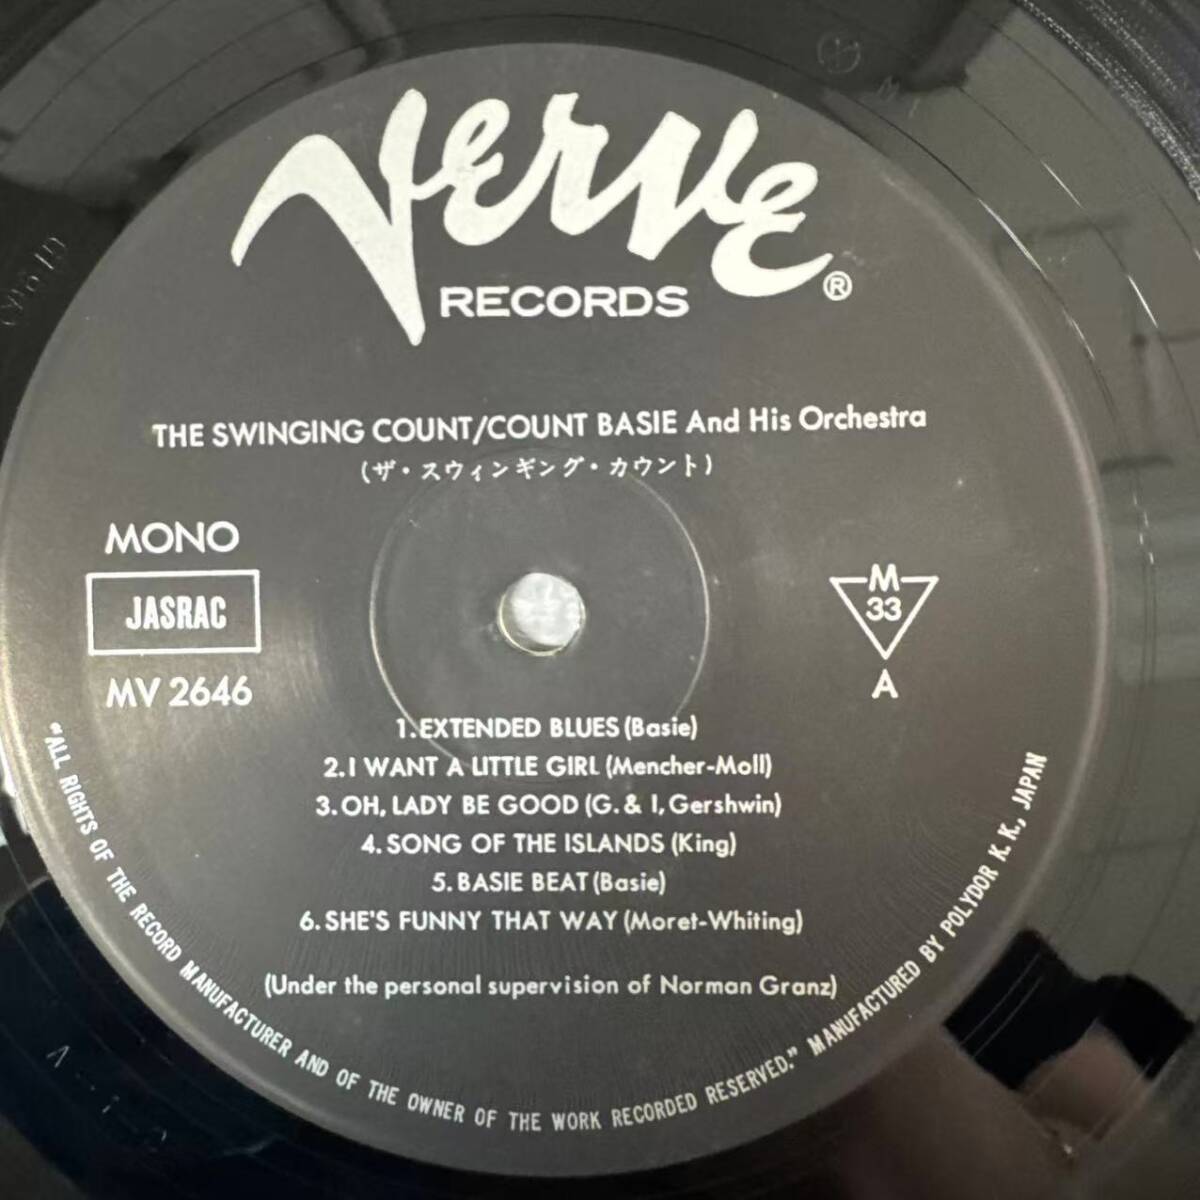 Verve
RECORDS ®
THE SWINGING COUNT/COUNT BASIE And His Orchestra
(ザ・スウィンギング・カウント)
MONO
JASRAC
MV 2646
M
33
A
1.EXTENDED BLUES (Basie)
2.I WANT A LITTLE GIRL (Mencher-Moll)
3.OH, LADY BE GOOD (G. & I, Gershwin)
4.SONG OF THE ISLANDS (King)
5.BASIE BEAT (Basie)
6.SHE'S FUNNY THAT WAY (Moret-Whiting)
(Under the personal supervision of Norman Granz)
"ALL RIGHTS OF THE RECORD MANUFACTURER AND OF THE OWNER OF THE WORK RECORDED RESERVED." MANUFACTURED BY POLYDOR K. K., JAPAN